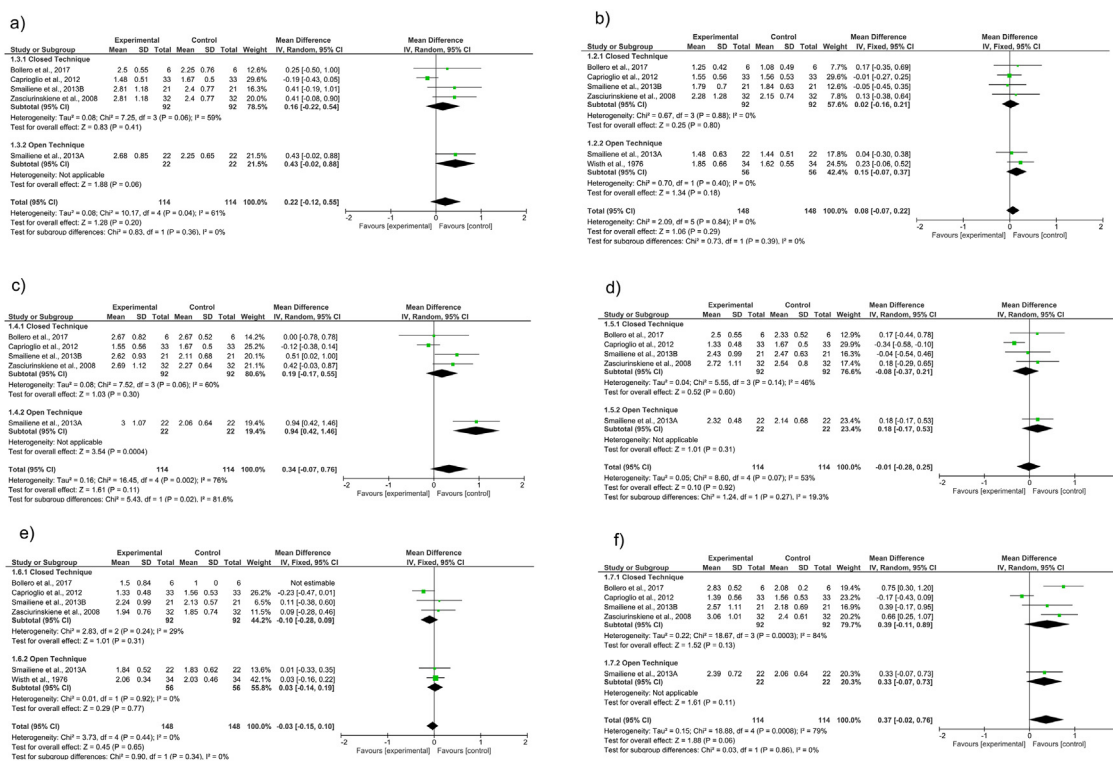 a)
Experimental Control Mean Difference Mean Difference
Study or Subgroup Mean SD Total Mean SD Total Weight IV, Random, 95% CI IV, Random, 95% CI
1.3.1 Closed Technique
Bollero et al., 2017 2.5 0.55 6 2.25 0.76 6 12.6% 0.25 [-0.50, 1.00]
Caprioglio et al., 2012 1.48 0.51 33 1.67 0.5 33 29.6% -0.19 [-0.43, 0.05]
Smailiene et al., 2013B 2.81 1.18 21 2.4 0.77 21 0.41 [-0.19, 1.01]
Zasciurinskiene et al., 2008 2.81 1.18 32 2.4 0.77 32 0.41 [-0.08, 0.90]
Subtotal (95% CI) 92 92 78.5% 0.16 [-0.22, 0.54]
Heterogeneity: Tau² = 0.08; Chi² = 7.25, df = 3 (P = 0.06); I² = 59%
Test for overall effect: Z = 0.83 (P = 0.41)
1.3.2 Open Technique
Smailiene et al., 2013A 2.68 0.85 22 2.25 0.65 22 21.5% 0.43 [-0.02, 0.88]
Subtotal (95% CI) 22 22 21.5% 0.43 [-0.02, 0.88]
Heterogeneity: Not applicable
Test for overall effect: Z = 1.88 (P = 0.06)
Total (95% CI) 114 114 100.0% 0.22 [-0.12, 0.55]
Heterogeneity: Tau² = 0.08; Chi² = 10.17, df = 4 (P = 0.04); I² = 61%
Test for overall effect: Z = 1.28 (P = 0.20)
Test for subgroup differences: Chi² = 0.83, df = 1 (P = 0.36), I² = 0%
-2 -1 0 1 2
Favours [experimental] Favours [control]
b)
Experimental Control Mean Difference Mean Difference
Study or Subgroup Mean SD Total Mean SD Total Weight IV, Fixed, 95% CI IV, Fixed, 95% CI
1.2.1 Closed Technique
Bollero et al., 2017 1.25 0.42 6 1.08 0.49 6 7.7% 0.17 [-0.35, 0.69]
Caprioglio et al., 2012 1.55 0.56 33 1.56 0.53 33 -0.01 [-0.27, 0.25]
Smailiene et al., 2013B 1.79 0.7 21 1.84 0.63 21 -0.05 [-0.45, 0.35]
Zasciurinskiene et al., 2008 2.28 1.28 32 2.15 0.74 32 7.8% 0.13 [-0.38, 0.64]
Subtotal (95% CI) 92 92 57.6% 0.02 [-0.16, 0.21]
Heterogeneity: Chi² = 0.67, df = 3 (P = 0.88); I² = 0%
Test for overall effect: Z = 0.25 (P = 0.80)
1.2.2 Open Technique
Smailiene et al., 2013A 1.48 0.63 22 1.44 0.51 22 17.8% 0.04 [-0.30, 0.38]
Wisth et al., 1976 1.85 0.66 34 1.62 0.55 34 24.6% 0.23 [-0.06, 0.52]
Subtotal (95% CI) 56 56 42.4% 0.15 [-0.07, 0.37]
Heterogeneity: Chi² = 0.70, df = 1 (P = 0.40); I² = 0%
Test for overall effect: Z = 1.34 (P = 0.18)
Total (95% CI) 148 148 100.0% 0.08 [-0.07, 0.22]
Heterogeneity: Chi² = 2.09, df = 5 (P = 0.84); I² = 0%
Test for overall effect: Z = 1.06 (P = 0.29)
Test for subgroup differences: Chi² = 0.73, df = 1 (P = 0.39), I² = 0%
-2 -1 0 1 2
Favours [experimental] Favours [control]
c)
Experimental Control Mean Difference Mean Difference
Study or Subgroup Mean SD Total Mean SD Total Weight IV, Random, 95% CI IV, Random, 95% CI
1.4.1 Closed Technique
Bollero et al., 2017 2.67 0.82 6 2.67 0.52 6 14.2% 0.00 [-0.78, 0.78]
Caprioglio et al., 2012 1.55 0.56 33 1.67 0.5 33 -0.12 [-0.38, 0.14]
Smailiene et al., 2013B 2.62 0.93 21 2.11 0.68 21 0.51 [0.02, 1.00]
Zasciurinskiene et al., 2008 2.69 1.12 32 2.27 0.64 32 21.1% 0.42 [-0.03, 0.87]
Subtotal (95% CI) 92 92 80.6% 0.19 [-0.17, 0.55]
Heterogeneity: Tau² = 0.08; Chi² = 7.52, df = 3 (P = 0.06); I² = 60%
Test for overall effect: Z = 1.03 (P = 0.30)
1.4.2 Open Technique
Smailiene et al., 2013A 3 1.07 22 2.06 0.64 22 19.4% 0.94 [0.42, 1.46]
Subtotal (95% CI) 22 22 19.4% 0.94 [0.42, 1.46]
Heterogeneity: Not applicable
Test for overall effect: Z = 3.54 (P = 0.0004)
Total (95% CI) 114 114 100.0% 0.34 [-0.07, 0.76]
Heterogeneity: Tau² = 0.16; Chi² = 16.45, df = 4 (P = 0.002); I² = 76%
Test for overall effect: Z = 1.61 (P = 0.11)
Test for subgroup differences: Chi² = 5.43, df = 1 (P = 0.02), I² = 81.6%
-2 -1 0 1 2
Favours [experimental] Favours [control]
d)
Experimental Control Mean Difference Mean Difference
Study or Subgroup Mean SD Total Mean SD Total Weight IV, Random, 95% CI IV, Random, 95% CI
1.5.1 Closed Technique
Bollero et al., 2017 2.5 0.55 6 2.33 0.52 6 12.9% 0.17 [-0.44, 0.78]
Caprioglio et al., 2012 1.33 0.48 33 1.67 0.5 33 -0.34 [-0.58, -0.10]
Smailiene et al., 2013B 2.43 0.99 21 2.47 0.63 21 -0.04 [-0.54, 0.46]
Zasciurinskiene et al., 2008 2.72 1.11 32 2.54 0.8 32 0.18 [-0.29, 0.65]
Subtotal (95% CI) 92 92 76.6% -0.08 [-0.37, 0.21]
Heterogeneity: Tau² = 0.04; Chi² = 5.55, df = 3 (P = 0.14); I² = 46%
Test for overall effect: Z = 0.52 (P = 0.60)
1.5.2 Open Technique
Smailiene et al., 2013A 2.32 0.48 22 2.14 0.68 22 23.4% 0.18 [-0.17, 0.53]
Subtotal (95% CI) 22 22 23.4% 0.18 [-0.17, 0.53]
Heterogeneity: Not applicable
Test for overall effect: Z = 1.01 (P = 0.31)
Total (95% CI) 114 114 100.0% -0.01 [-0.28, 0.25]
Heterogeneity: Tau² = 0.05; Chi² = 8.60, df = 4 (P = 0.07); I² = 53%
Test for overall effect: Z = 0.10 (P = 0.92)
Test for subgroup differences: Chi² = 1.24, df = 1 (P = 0.27), I² = 19.3%
-2 -1 0 1 2
Favours [experimental] Favours [control]
e)
Experimental Control Mean Difference Mean Difference
Study or Subgroup Mean SD Total Mean SD Total Weight IV, Fixed, 95% CI IV, Fixed, 95% CI
1.6.1 Closed Technique
Bollero et al., 2017 1.5 0.84 6 1 0 6 Not estimable
Caprioglio et al., 2012 1.33 0.48 33 1.56 0.53 33 26.2% -0.23 [-0.47, 0.01]
Smailiene et al., 2013B 2.24 0.99 21 2.13 0.57 21 6.5% 0.11 [-0.38, 0.60]
Zasciurinskiene et al., 2008 1.94 0.76 32 1.85 0.74 32 11.5% 0.09 [-0.28, 0.46]
Subtotal (95% CI) 92 92 44.2% -0.10 [-0.28, 0.09]
Heterogeneity: Chi² = 2.83, df = 2 (P = 0.24); I² = 29%
Test for overall effect: Z = 1.01 (P = 0.31)
1.6.2 Open Technique
Smailiene et al., 2013A 1.84 0.52 22 1.83 0.62 22 13.6% 0.01 [-0.33, 0.35]
Wisth et al., 1976 2.06 0.34 34 2.03 0.46 34 42.1% 0.03 [-0.16, 0.22]
Subtotal (95% CI) 56 56 55.8% 0.03 [-0.14, 0.19]
Heterogeneity: Chi² = 0.01, df = 1 (P = 0.92); I² = 0%
Test for overall effect: Z = 0.29 (P = 0.77)
Total (95% CI) 148 148 100.0% -0.03 [-0.15, 0.10]
Heterogeneity: Chi² = 3.73, df = 4 (P = 0.44); I² = 0%
Test for overall effect: Z = 0.45 (P = 0.65)
Test for subgroup differences: Chi² = 0.90, df = 1 (P = 0.34), I² = 0%
-2 -1 0 1 2
Favours [experimental] Favours [control]
f)
Experimental Control Mean Difference Mean Difference
Study or Subgroup Mean SD Total Mean SD Total Weight IV, Random, 95% CI IV, Random, 95% CI
1.7.1 Closed Technique
Bollero et al., 2017 2.83 0.52 6 2.08 0.2 6 19.4% 0.75 [0.30, 1.20]
Caprioglio et al., 2012 1.39 0.56 33 1.56 0.53 33 23.2% -0.17 [-0.43, 0.09]
Smailiene et al., 2013B 2.57 1.11 21 2.18 0.69 21 0.39 [-0.17, 0.95]
Zasciurinskiene et al., 2008 3.06 1.01 32 2.4 0.61 32 0.66 [0.25, 1.07]
Subtotal (95% CI) 92 92 79.7% 0.39 [-0.11, 0.89]
Heterogeneity: Tau² = 0.22; Chi² = 18.67, df = 3 (P = 0.0003); I² = 84%
Test for overall effect: Z = 1.52 (P = 0.13)
1.7.2 Open Technique
Smailiene et al., 2013A 2.39 0.72 22 2.06 0.64 22 20.3% 0.33 [-0.07, 0.73]
Subtotal (95% CI) 22 22 20.3% 0.33 [-0.07, 0.73]
Heterogeneity: Not applicable
Test for overall effect: Z = 1.61 (P = 0.11)
Total (95% CI) 114 114 100.0% 0.37 [-0.02, 0.76]
Heterogeneity: Tau² = 0.15; Chi² = 18.88, df = 4 (P = 0.0008); I² = 79%
Test for overall effect: Z = 1.88 (P = 0.06)
Test for subgroup differences: Chi² = 0.03, df = 1 (P = 0.86), I² = 0%
-2 -1 0 1 2
Favours [experimental] Favours [control]